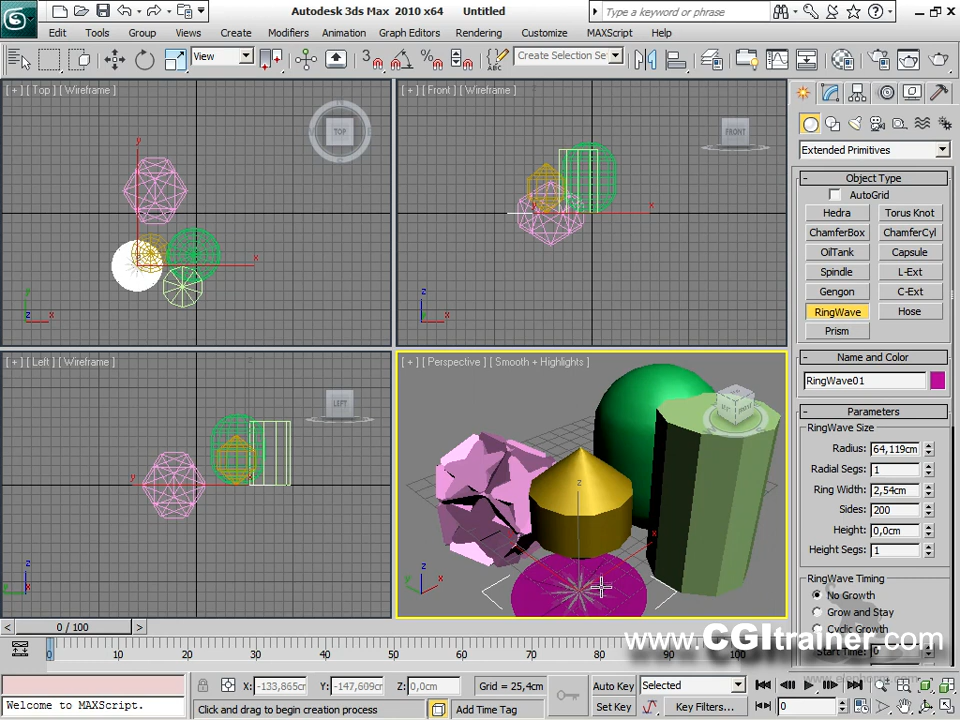 Autodesk 3ds Max 2010 x64 Untitled
Type a keyword or phrase
Edit Tools Group Views Create Modifiers Animation Graph Editors Rendering Customize MAXScript Help
View
Create Selection Se
[ + ] [ Top ] [ Wireframe ]
[ + ] [ Front ] [ Wireframe ]
TOP
FRONT
Extended Primitives
Object Type
AutoGrid
Hedra Torus Knot
ChamferBox ChamferCyl
OilTank Capsule
Spindle L-Ext
Gengon C-Ext
RingWave Hose
Prism
[ + ] [ Left ] [ Wireframe ]
[ + ] [ Perspective ] [ Smooth + Highlights ]
LEFT
Name and Color
RingWave01
Parameters
RingWave Size
Radius: 64,119cm
Radial Segs: 1
Ring Width: 2,54cm
Sides: 200
Height: 0,0cm
Height Segs: 1
RingWave Timing
No Growth
Grow and Stay
Cyclic Growth
Start Time: 0
0 / 100
www.CGItrainer.com
0 10 20 30 40 50 60 70 80 90 100
X: -133,865cm Y: -147,609cm Z: 0,0cm Grid = 25,4cm
Auto Key Selected
Welcome to MAXScript.
Click and drag to begin creation process
Add Time Tag
Set Key Key Filters... 0